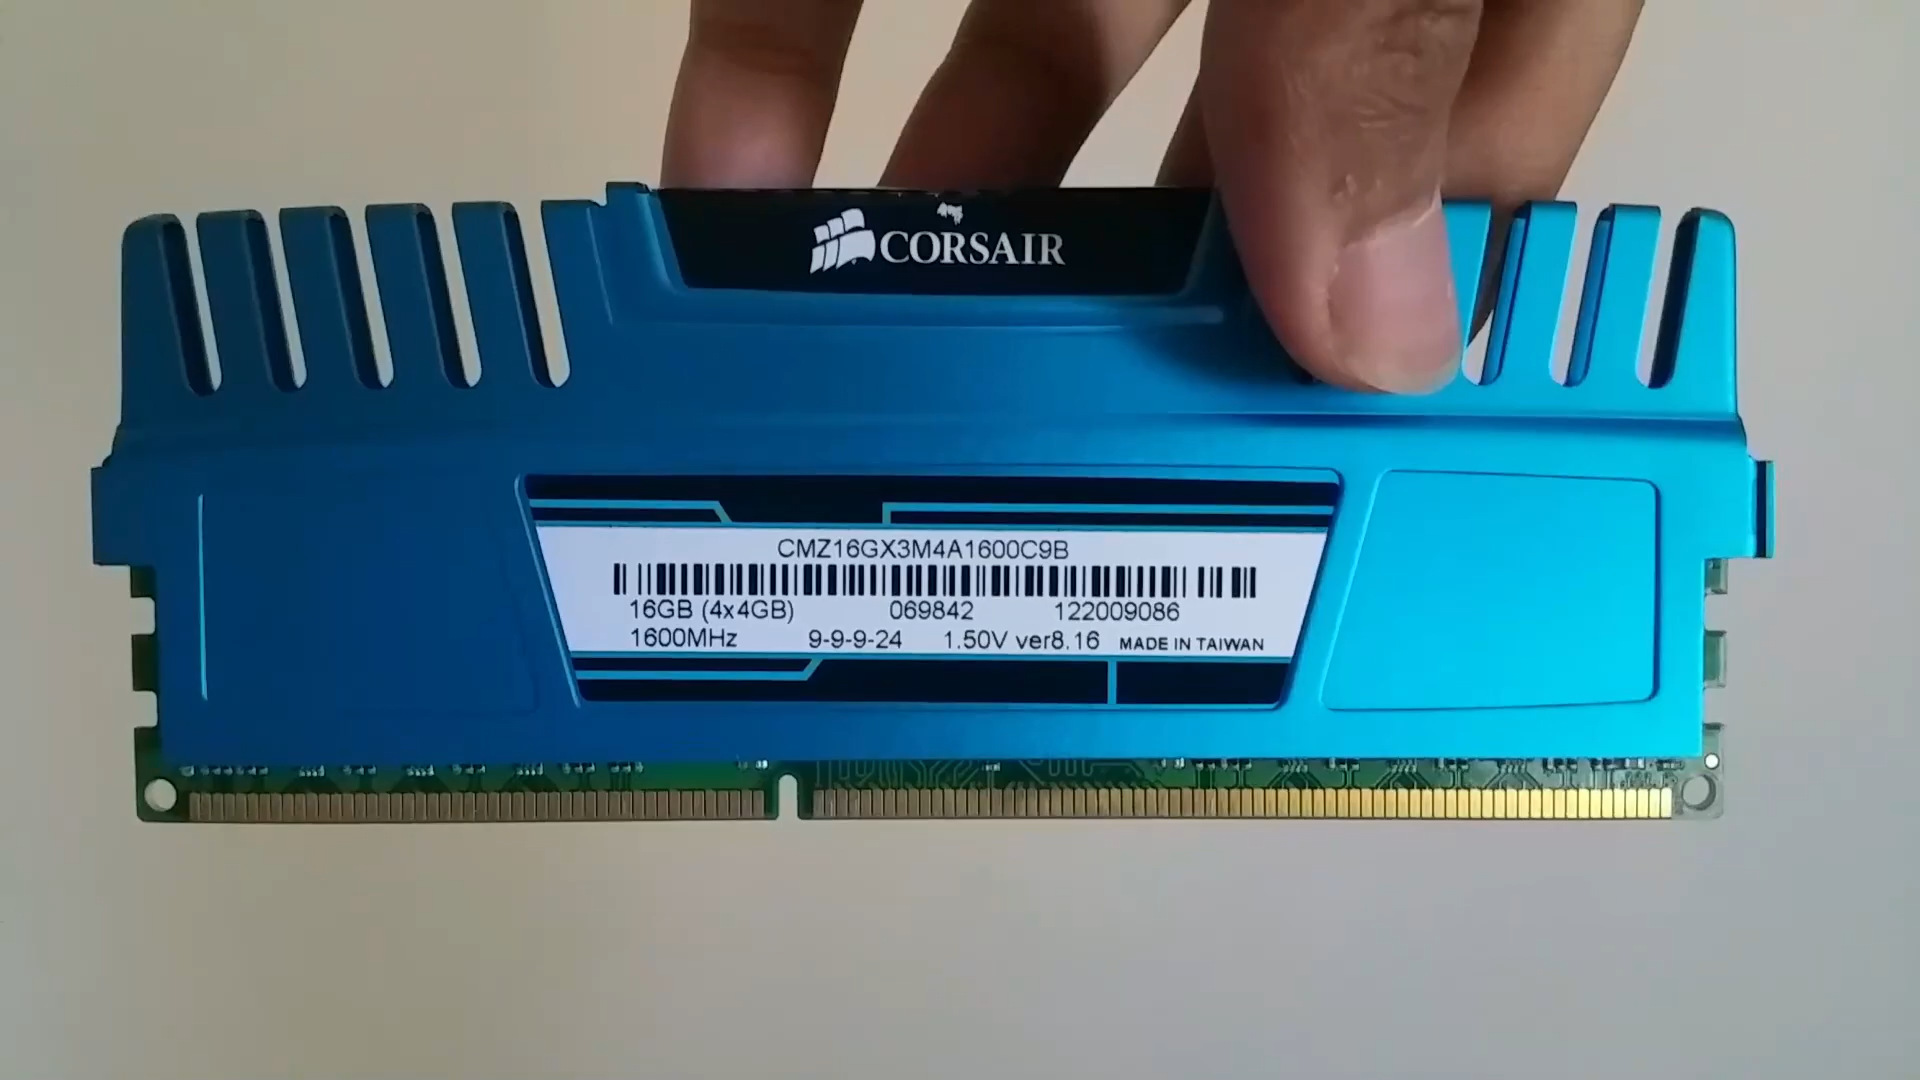 CORSAIR
CMZ16GX3M4A1600C9B
16GB (4x4GB) 069842 122009086
1600MHz 9-9-9-24 1.50V ver8.16 MADE IN TAIWAN